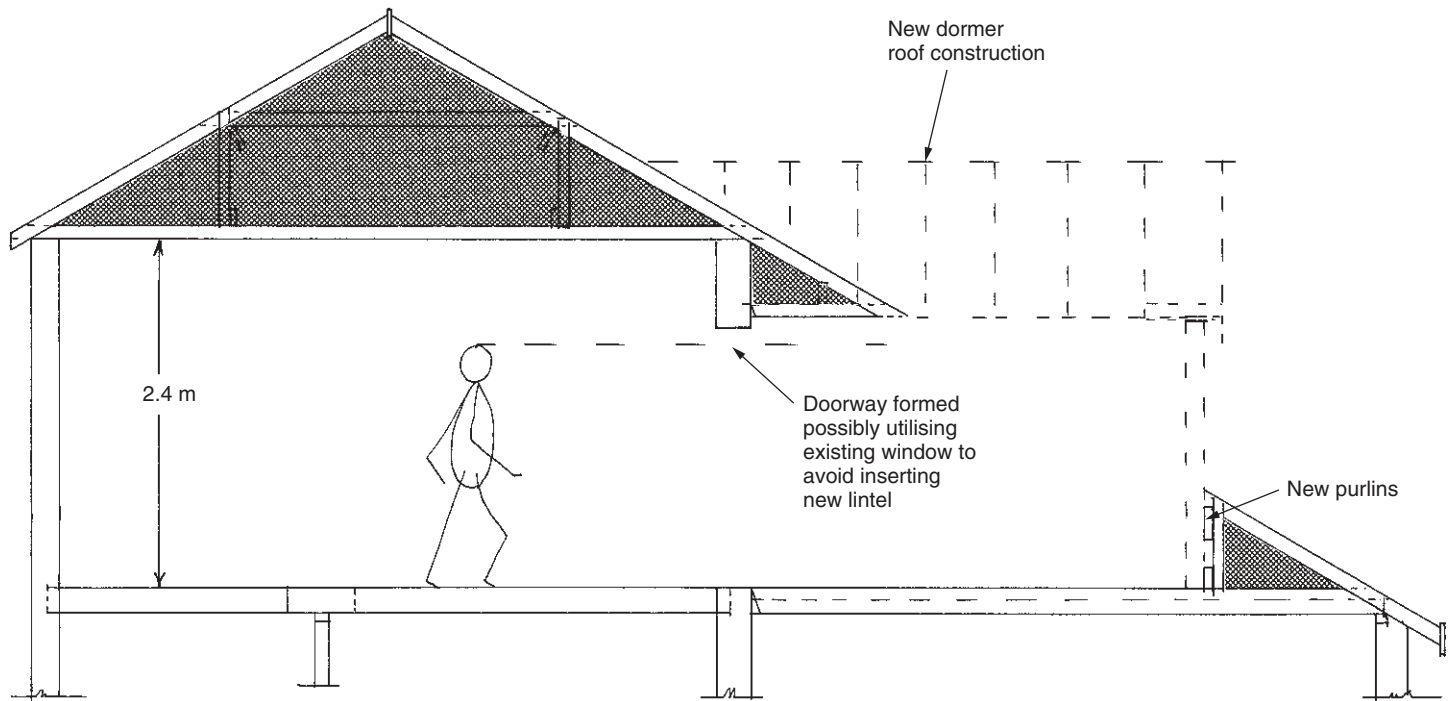 New dormer
roof construction
2.4 m
Doorway formed
possibly utilising
existing window to
avoid inserting
new lintel
New purlins